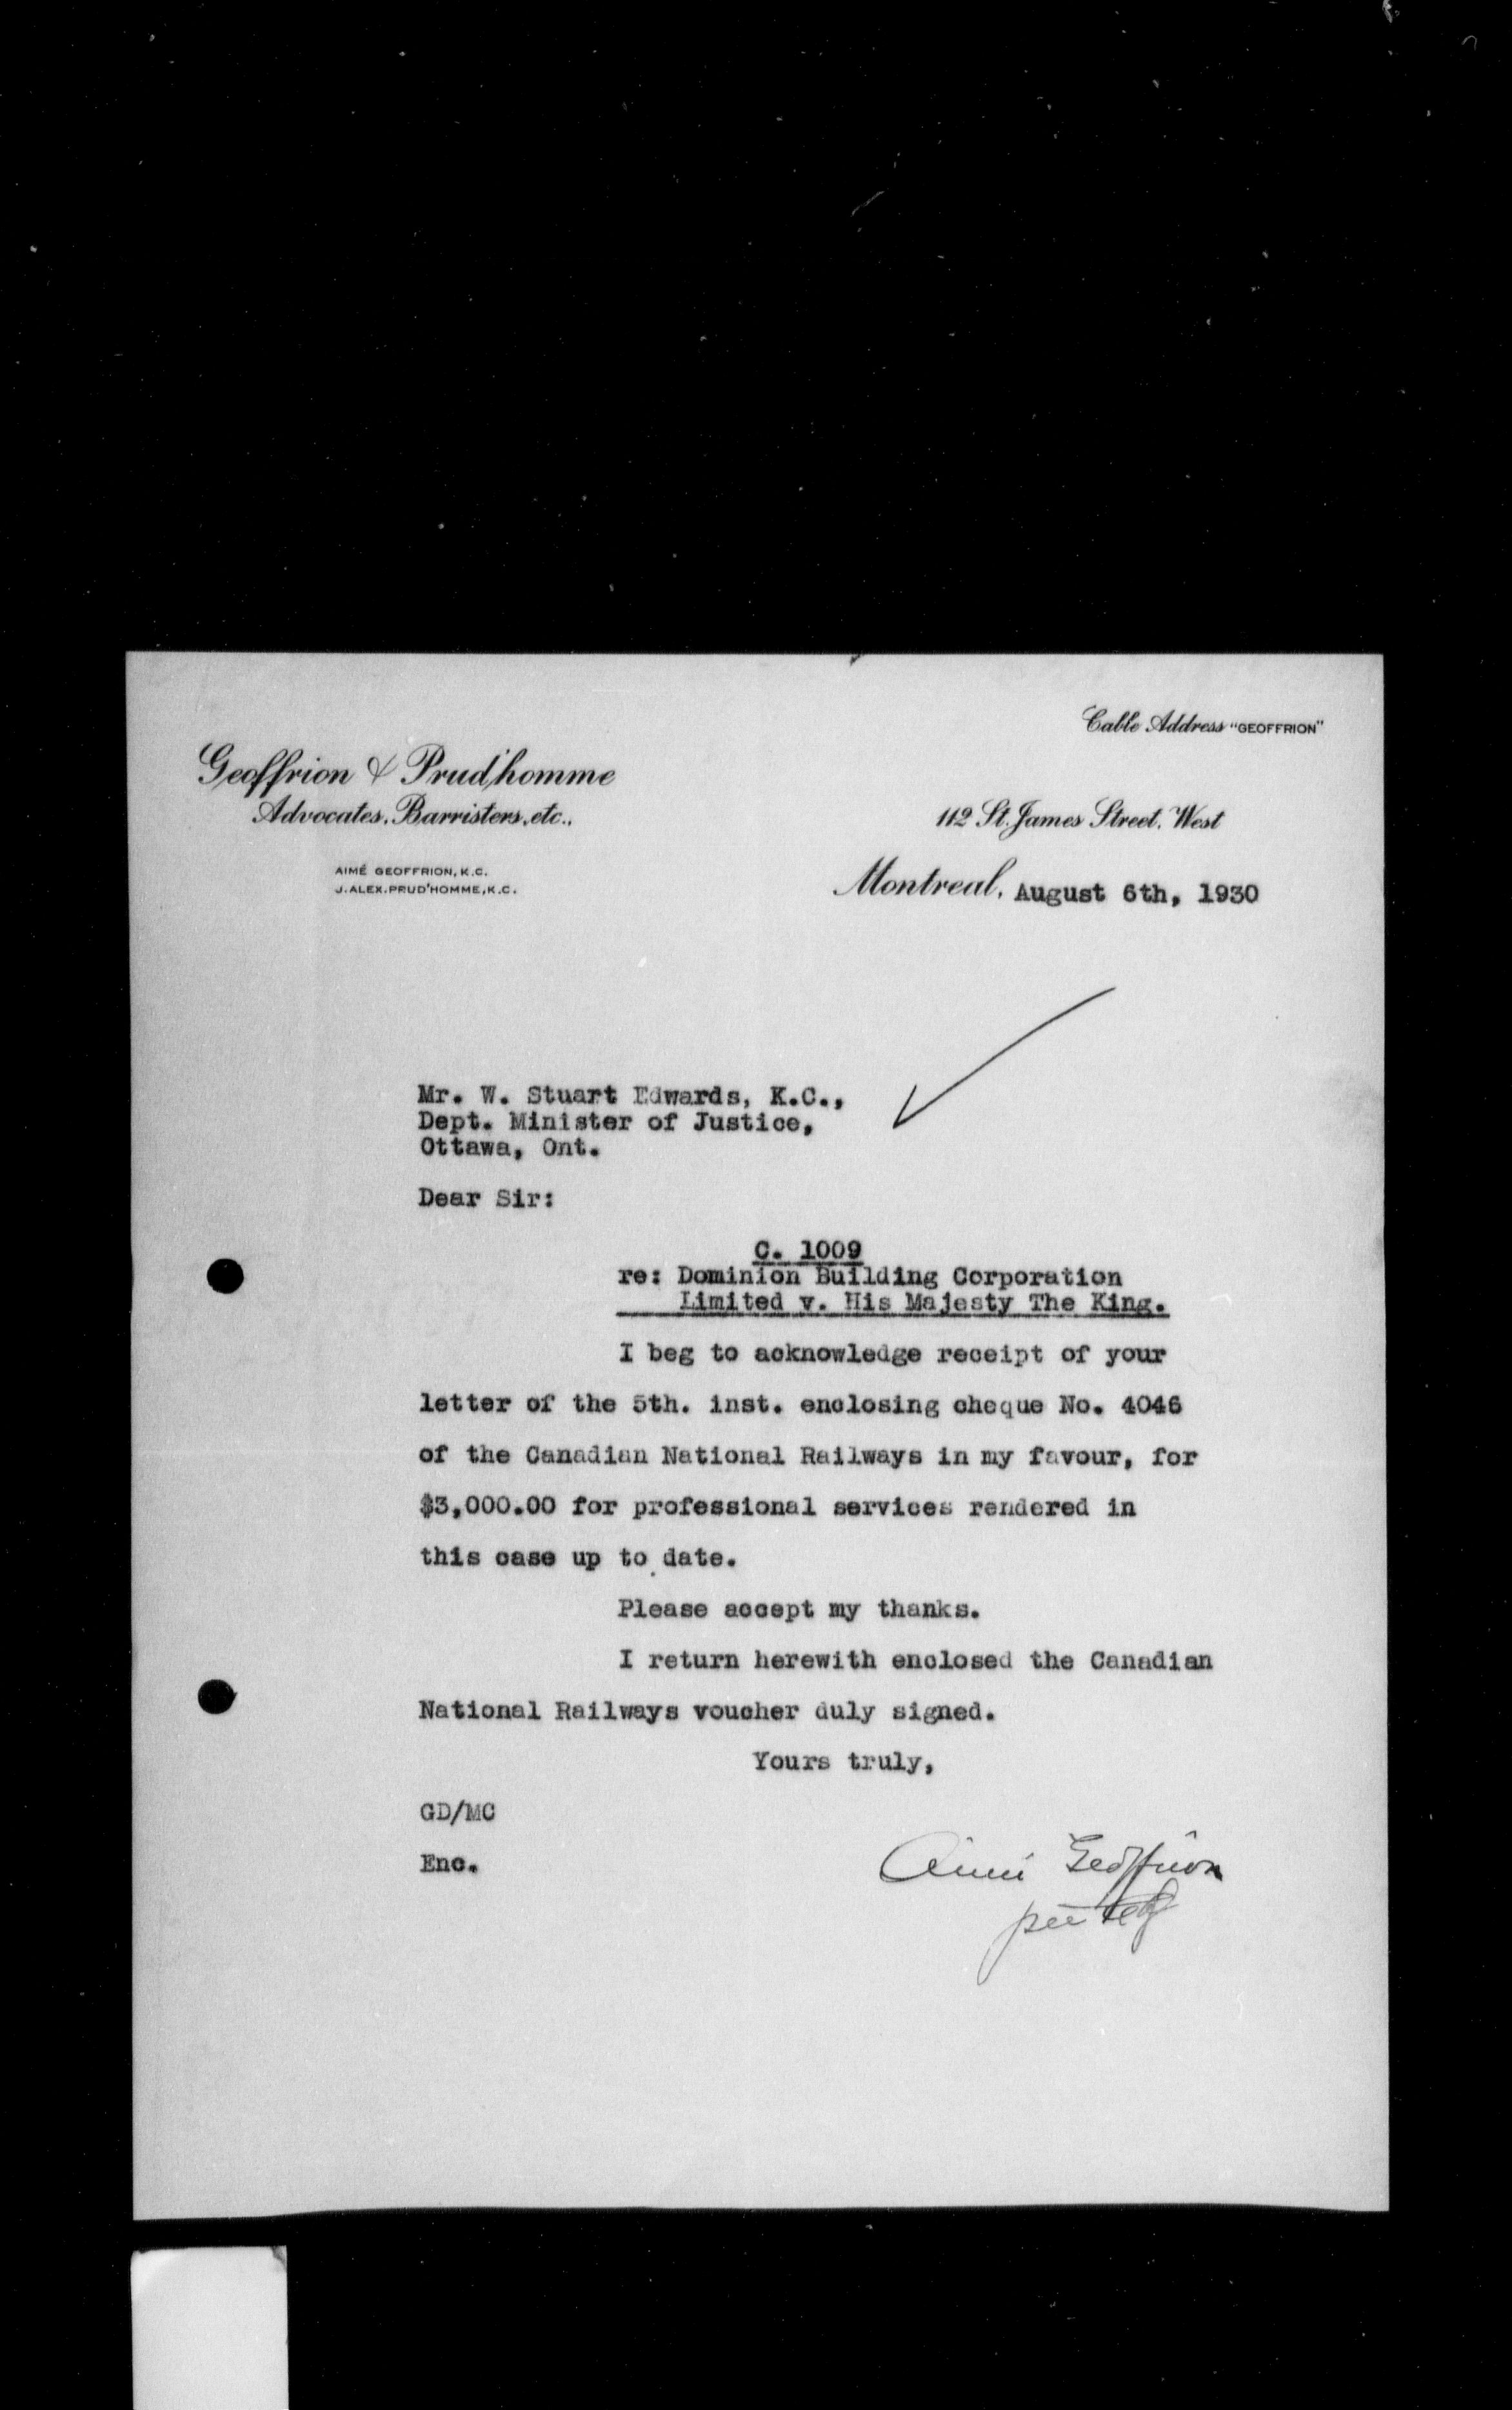 Cable Address "GEOFFRION"
Geoffrion & Prud'homme
Advocates, Barristers, etc.,
112 St. James Street, West
AIMÉ GEOFFRION, K.C.
J. ALEX. PRUD'HOMME, K.C.
Montreal, August 6th, 1930
Mr. W. Stuart Edwards, K.C.,
Dept. Minister of Justice,
Ottawa, Ont.
Dear Sir:
C. 1009
re: Dominion Building Corporation
Limited v. His Majesty The King.
I beg to acknowledge receipt of your
letter of the 5th. inst. enclosing cheque No. 4046
of the Canadian National Railways in my favour, for
$3,000.00 for professional services rendered in
this case up to date.
Please accept my thanks.
I return herewith enclosed the Canadian
National Railways voucher duly signed.
Yours truly,
GD/MC
Enc.
Aimé Geoffrion
per